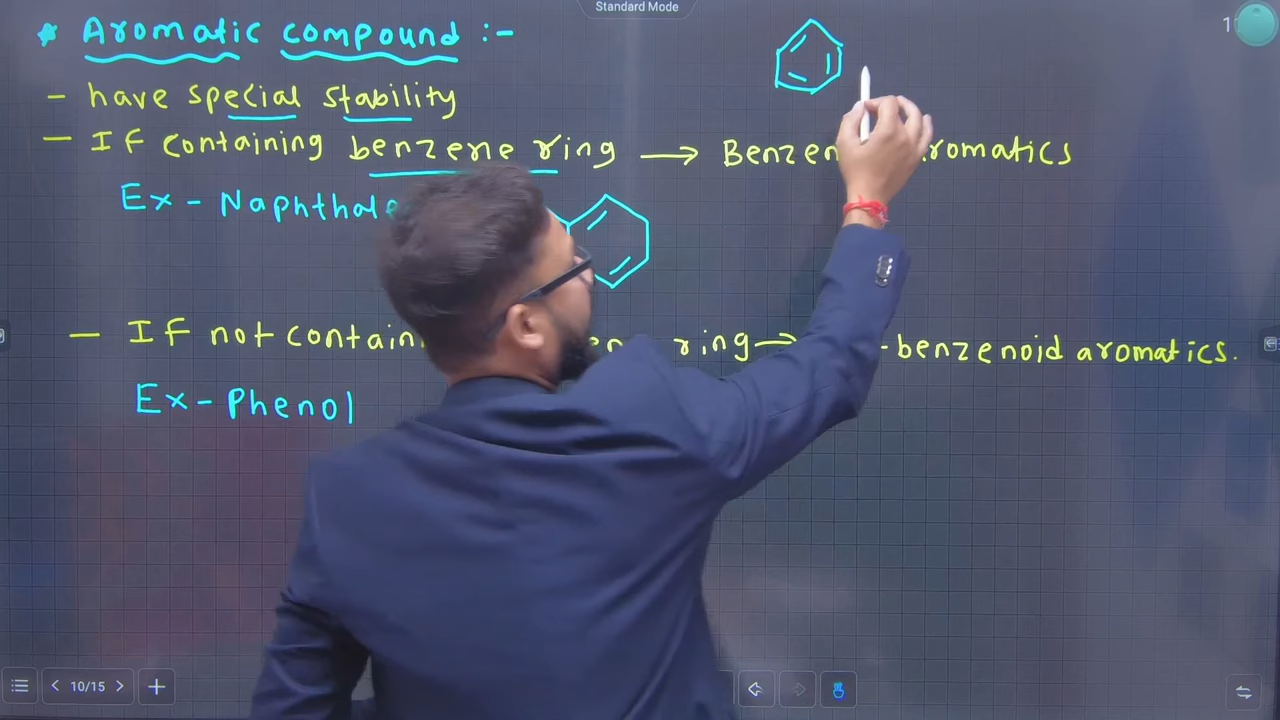 Standard Mode
* Aromatic compound :-
1
- have special stability
- If containing benzene ring → Benzen romatics
Ex - Naphthal
- If not contain ring → -benzenoid aromatics.
Ex - Phenol
10/15